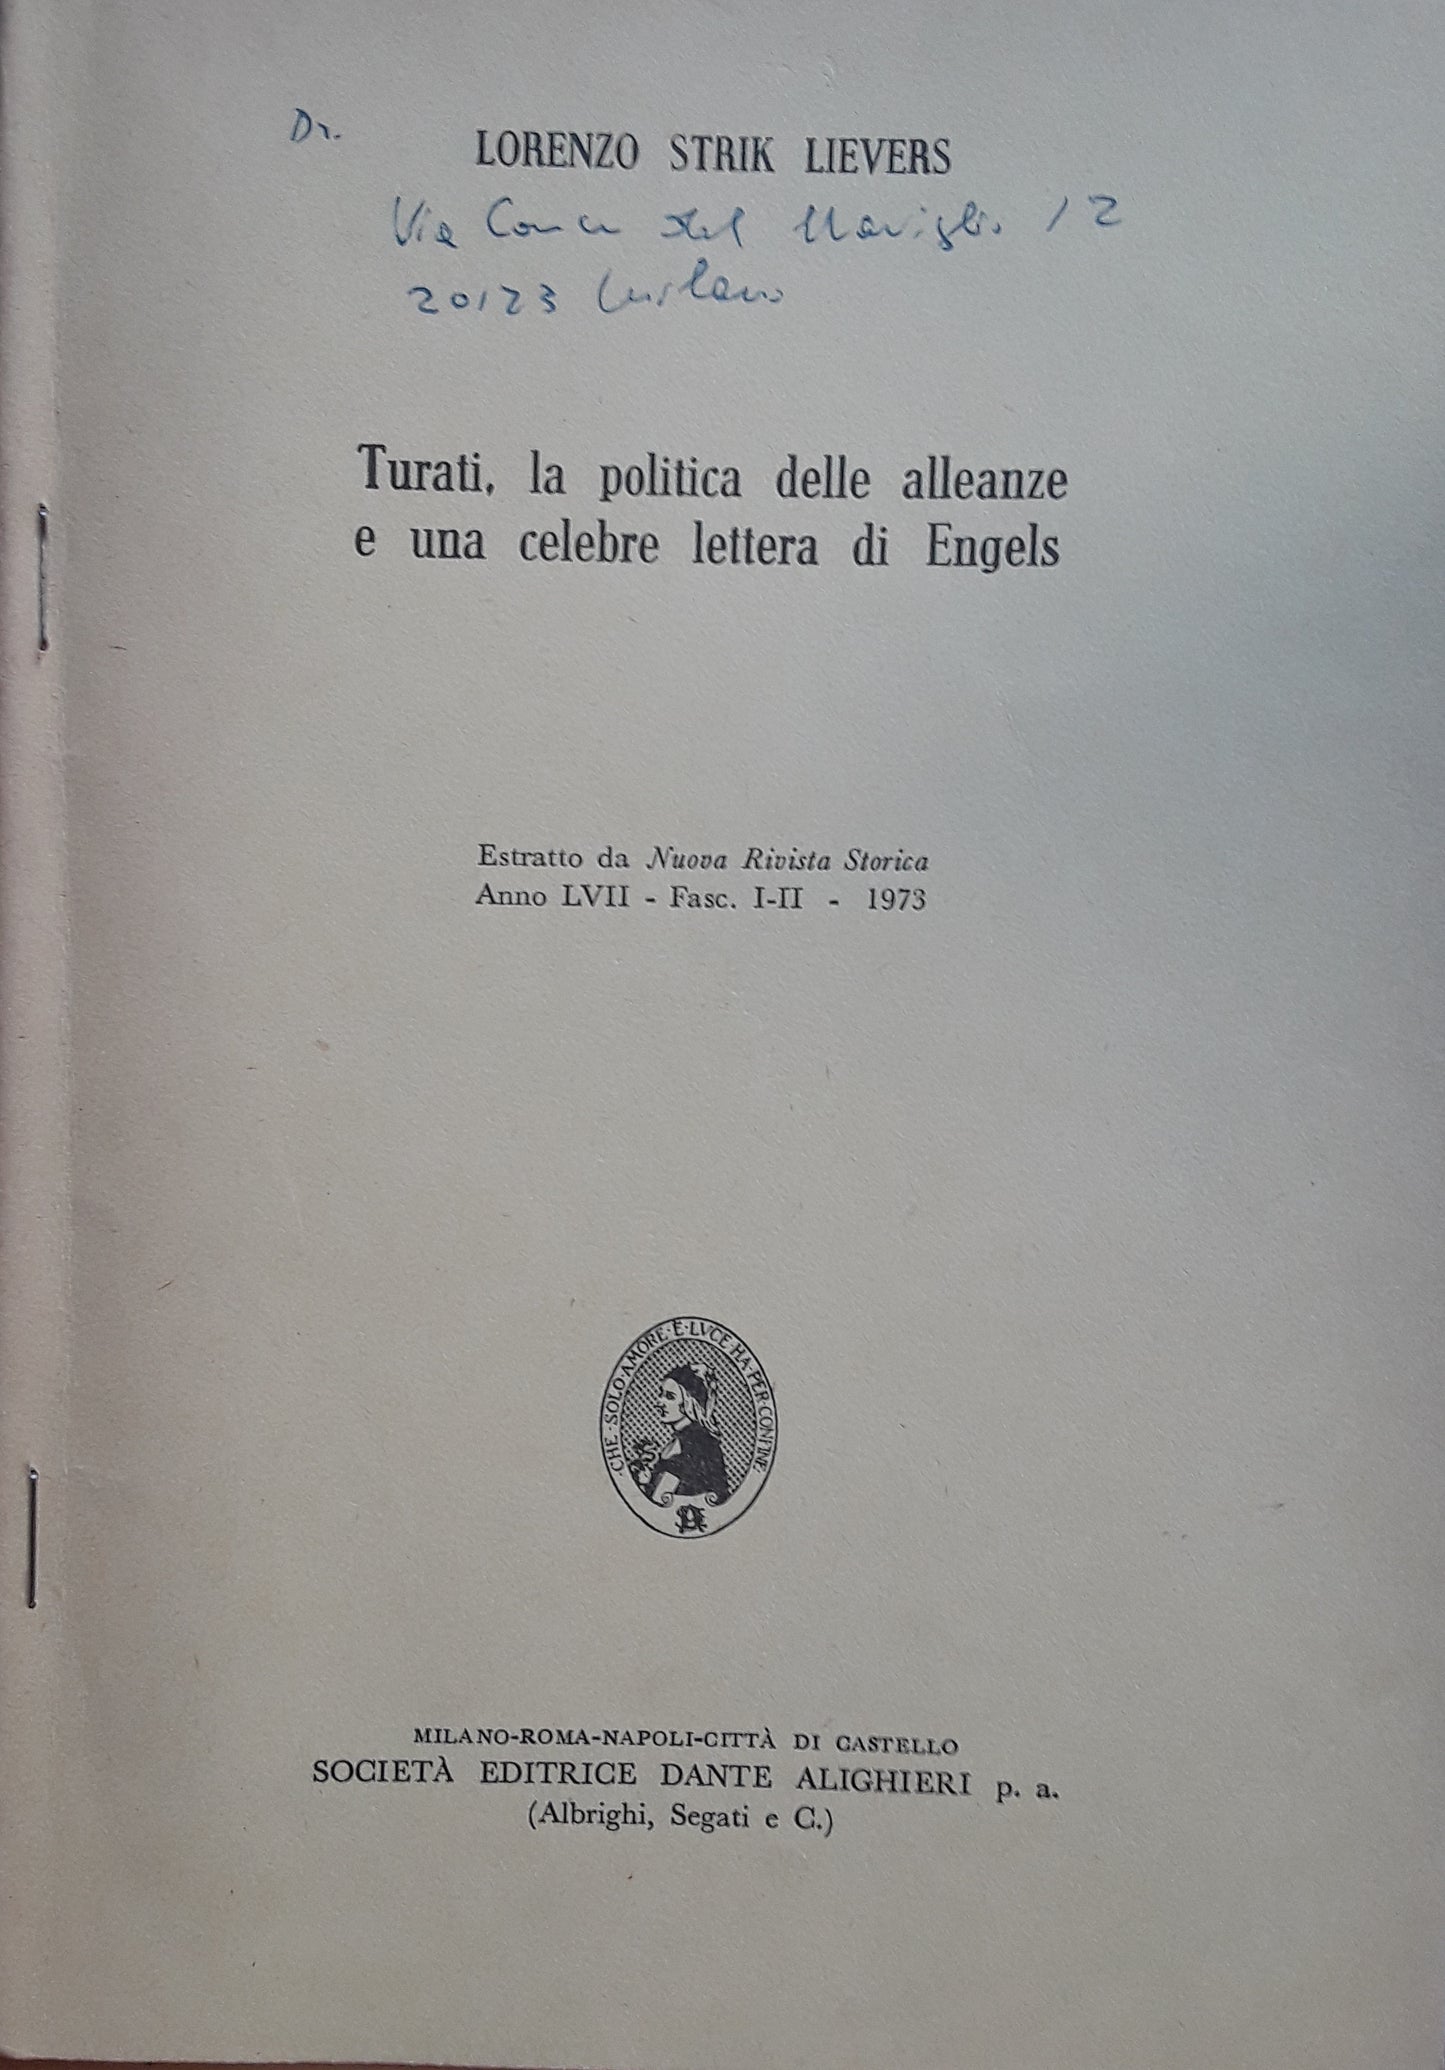 Dr.
LORENZO STRIK LIEVERS
Via Conca del Naviglio 12
20123 Milano
Turati, la politica delle alleanze
e una celebre lettera di Engels
Estratto da Nuova Rivista Storica
Anno LVII - Fasc. I-II - 1973
·CHE·SOLO·AMORE·E·LVCE·HA·PER·CONFINE·
MILANO-ROMA-NAPOLI-CITTÀ DI CASTELLO
SOCIETÀ EDITRICE DANTE ALIGHIERI p. a.
(Albrighi, Segati e C.)